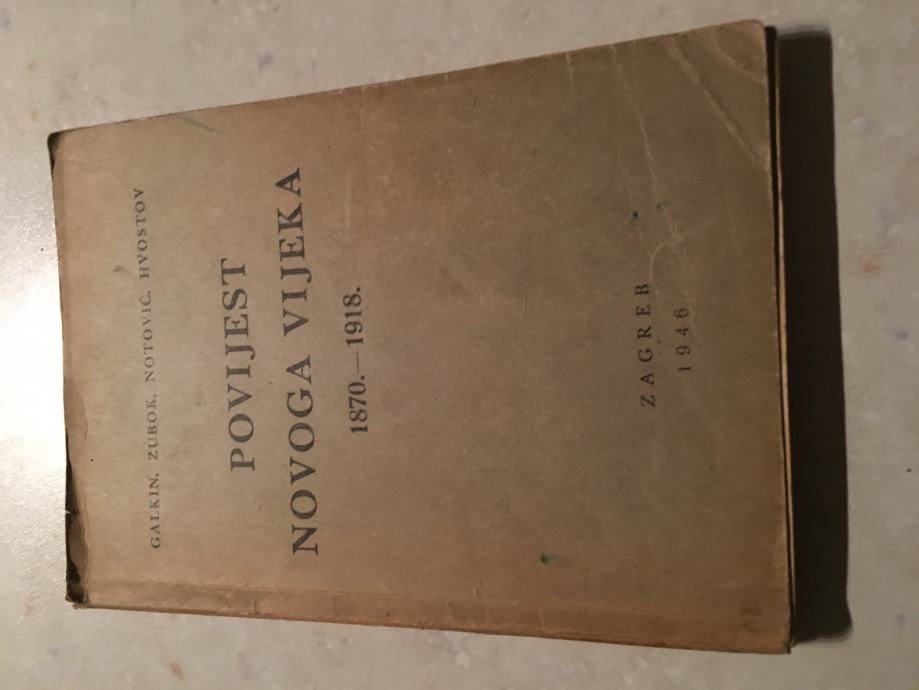 GALKIN, ZUBOK, NOTOVIĆ, HVOSTOV
POVIJEST
NOVOGA VIJEKA
1870.—1918.
ZAGREB
1946